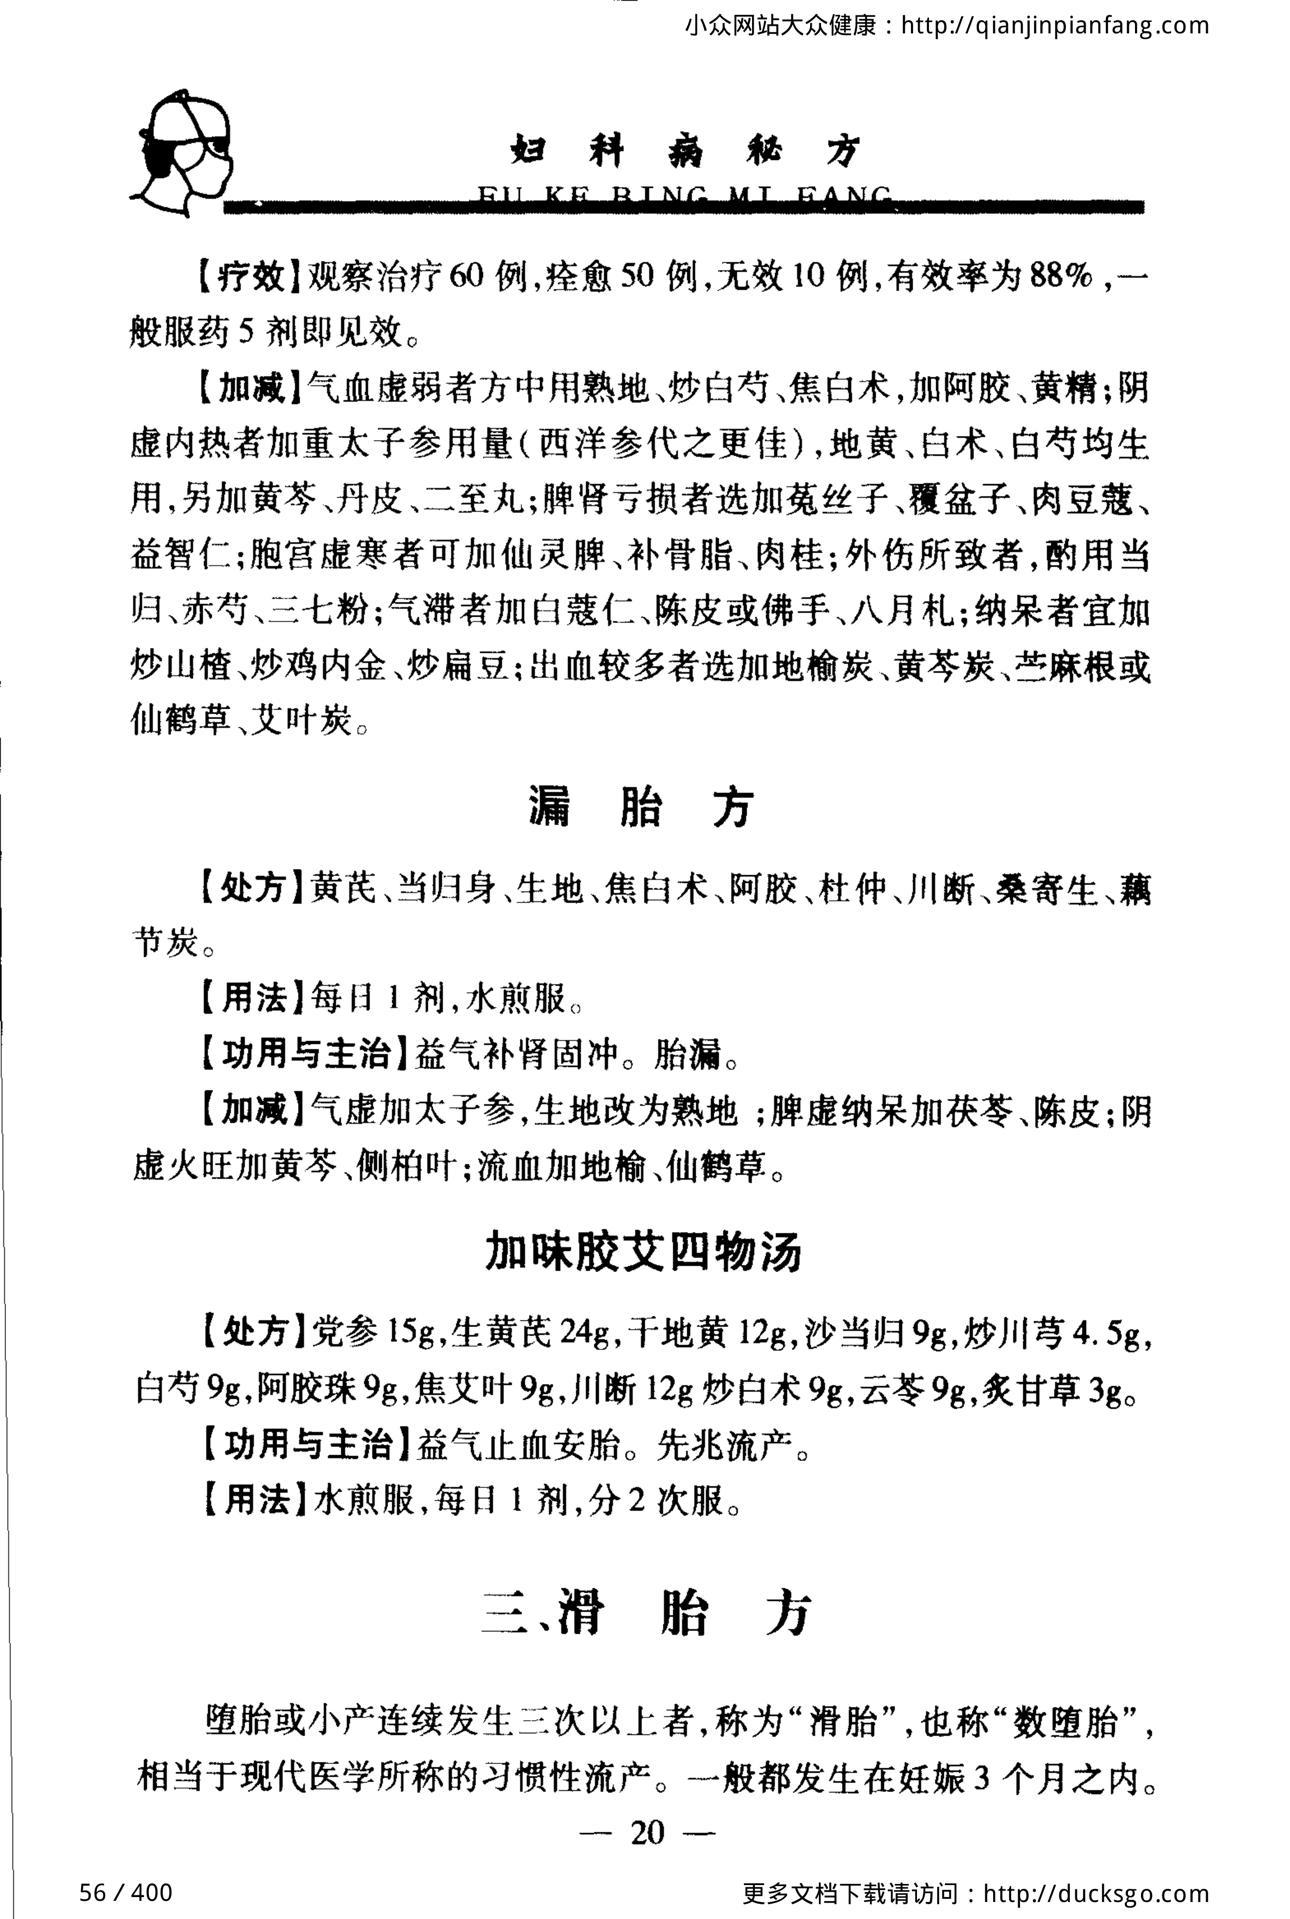 小众网站大众健康：http://qianjinpianfang.com
妇科病秘方
FU KE BING MI FANG
【疗效】观察治疗60例,痊愈50例,无效10例,有效率为88%,一
般服药5剂即见效。
【加减】气血虚弱者方中用熟地、炒白芍、焦白术,加阿胶、黄精;阴
虚内热者加重太子参用量(西洋参代之更佳),地黄、白术、白芍均生
用,另加黄芩、丹皮、二至丸;脾肾亏损者选加菟丝子、覆盆子、肉豆蔻、
益智仁;胞宫虚寒者可加仙灵脾、补骨脂、肉桂;外伤所致者,酌用当
归、赤芍、三七粉;气滞者加白蔻仁、陈皮或佛手、八月札;纳呆者宜加
炒山楂、炒鸡内金、炒扁豆;出血较多者选加地榆炭、黄芩炭、苎麻根或
仙鹤草、艾叶炭。
漏胎方
【处方】黄芪、当归身、生地、焦白术、阿胶、杜仲、川断、桑寄生、藕
节炭。
【用法】每日1剂,水煎服。
【功用与主治】益气补肾固冲。胎漏。
【加减】气虚加太子参,生地改为熟地;脾虚纳呆加茯苓、陈皮;阴
虚火旺加黄芩、侧柏叶;流血加地榆、仙鹤草。
加味胶艾四物汤
【处方】党参15g,生黄芪24g,干地黄12g,沙当归9g,炒川芎4.5g,
白芍9g,阿胶珠9g,焦艾叶9g,川断12g炒白术9g,云苓9g,炙甘草3g。
【功用与主治】益气止血安胎。先兆流产。
【用法】水煎服,每日1剂,分2次服。
三、滑胎方
堕胎或小产连续发生三次以上者,称为“滑胎”,也称“数堕胎”,
相当于现代医学所称的习惯性流产。一般都发生在妊娠3个月之内。
— 20 —
56 / 400
更多文档下载请访问：http://ducksgo.com